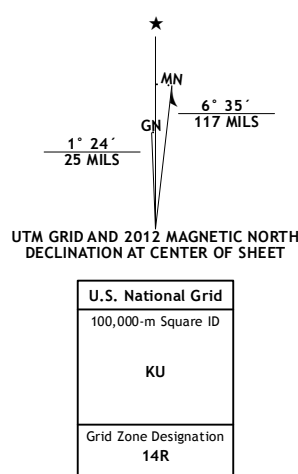 ★
MN
6° 35´
117 MILS
GN
1° 24´
25 MILS
UTM GRID AND 2012 MAGNETIC NORTH
DECLINATION AT CENTER OF SHEET
U.S. National Grid
100,000-m Square ID
KU
Grid Zone Designation
14R